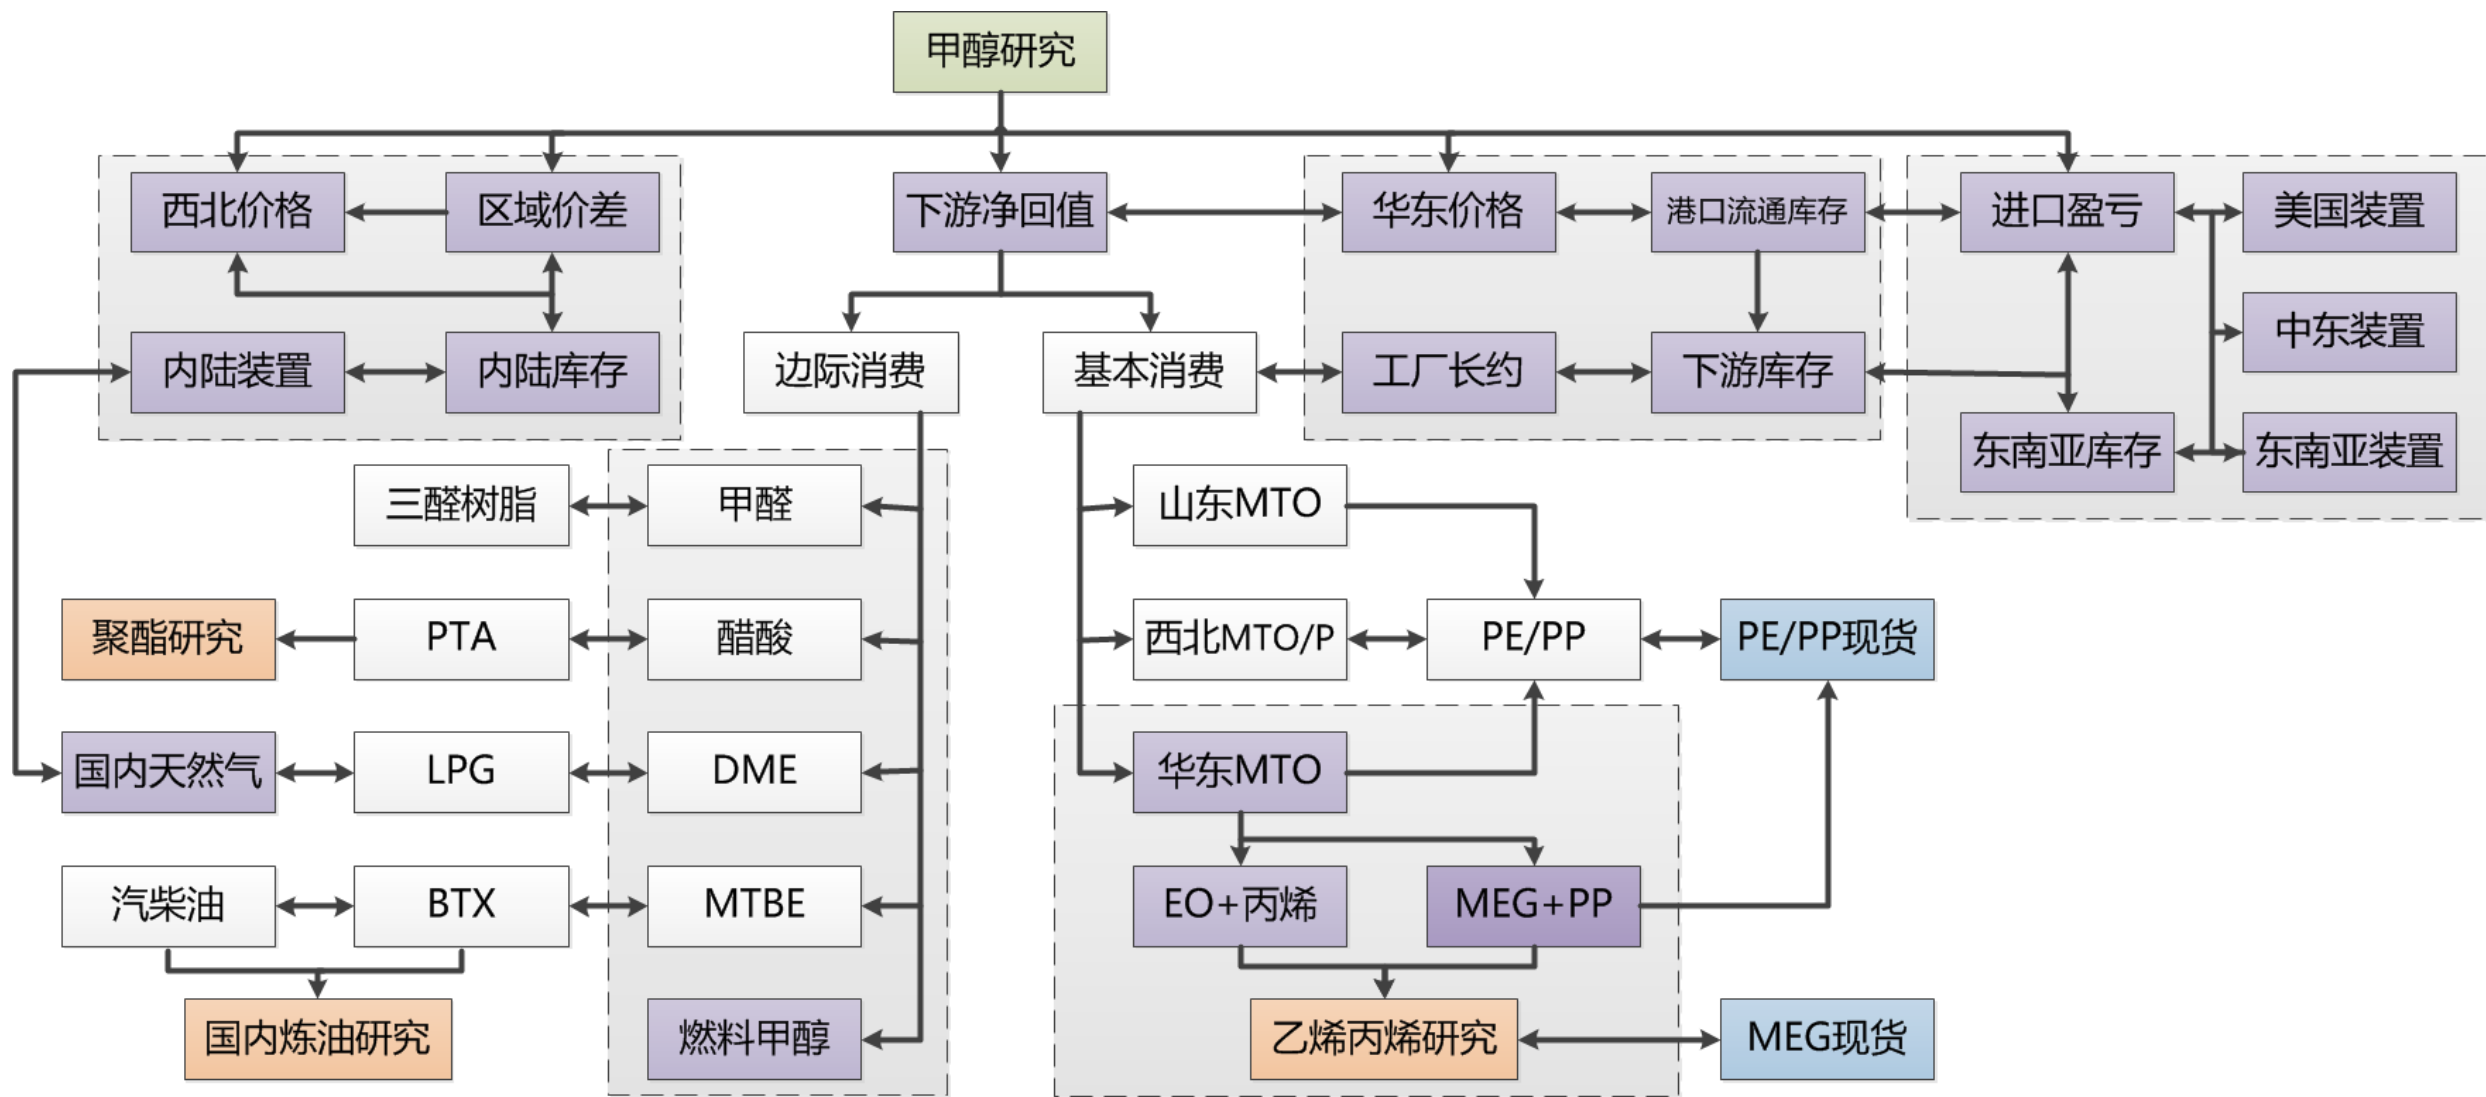 甲醇研究
西北价格
区域价差
下游净回值
华东价格
港口流通库存
进口盈亏
美国装置
中东装置
内陆装置
内陆库存
边际消费
基本消费
工厂长约
下游库存
东南亚库存
东南亚装置
三醛树脂
甲醛
山东MTO
聚酯研究
PTA
醋酸
西北MTO/P
PE/PP
PE/PP现货
国内天然气
LPG
DME
华东MTO
汽柴油
BTX
MTBE
EO+丙烯
MEG+PP
国内炼油研究
燃料甲醇
乙烯丙烯研究
MEG现货